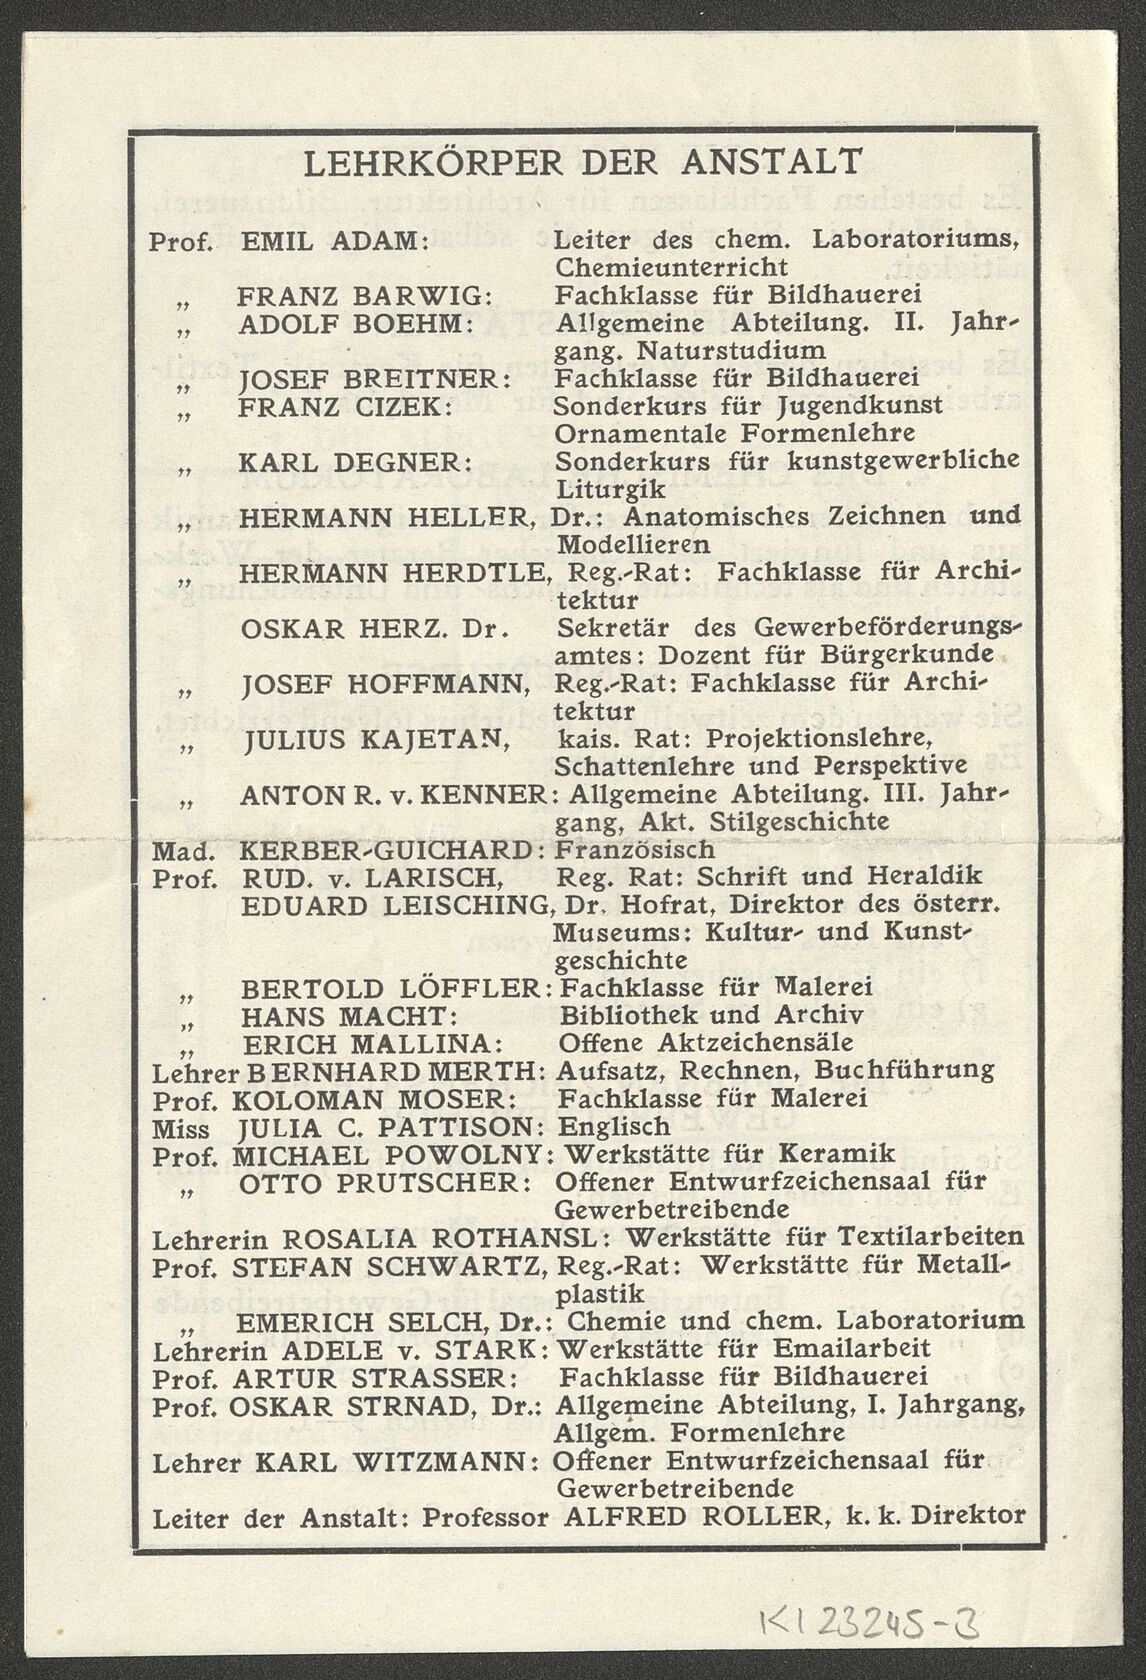 LEHRKÖRPER DER ANSTALT
Prof. EMIL ADAM: Leiter des chem. Laboratoriums,
Chemieunterricht
„ FRANZ BARWIG: Fachklasse für Bildhauerei
„ ADOLF BOEHM: Allgemeine Abteilung. II. Jahr-
gang. Naturstudium
„ JOSEF BREITNER: Fachklasse für Bildhauerei
„ FRANZ CIZEK: Sonderkurs für Jugendkunst
Ornamentale Formenlehre
„ KARL DEGNER: Sonderkurs für kunstgewerbliche
Liturgik
„ HERMANN HELLER, Dr.: Anatomisches Zeichnen und
Modellieren
„ HERMANN HERDTLE, Reg.-Rat: Fachklasse für Archi-
tektur
OSKAR HERZ. Dr. Sekretär des Gewerbeförderungs-
amtes: Dozent für Bürgerkunde
„ JOSEF HOFFMANN, Reg.-Rat: Fachklasse für Archi-
tektur
„ JULIUS KAJETAN, kais. Rat: Projektionslehre,
Schattenlehre und Perspektive
„ ANTON R. v. KENNER: Allgemeine Abteilung. III. Jahr-
gang, Akt. Stilgeschichte
Mad. KERBER-GUICHARD: Französisch
Prof. RUD. v. LARISCH, Reg. Rat: Schrift und Heraldik
EDUARD LEISCHING, Dr. Hofrat, Direktor des österr.
Museums: Kultur- und Kunst-
geschichte
„ BERTOLD LÖFFLER: Fachklasse für Malerei
„ HANS MACHT: Bibliothek und Archiv
„ ERICH MALLINA: Offene Aktzeichensäle
Lehrer BERNHARD MERTH: Aufsatz, Rechnen, Buchführung
Prof. KOLOMAN MOSER: Fachklasse für Malerei
Miss JULIA C. PATTISON: Englisch
Prof. MICHAEL POWOLNY: Werkstätte für Keramik
„ OTTO PRUTSCHER: Offener Entwurfzeichensaal für
Gewerbetreibende
Lehrerin ROSALIA ROTHANSL: Werkstätte für Textilarbeiten
Prof. STEFAN SCHWARTZ, Reg.-Rat: Werkstätte für Metall-
plastik
„ EMERICH SELCH, Dr.: Chemie und chem. Laboratorium
Lehrerin ADELE v. STARK: Werkstätte für Emailarbeit
Prof. ARTUR STRASSER: Fachklasse für Bildhauerei
Prof. OSKAR STRNAD, Dr.: Allgemeine Abteilung, I. Jahrgang,
Allgem. Formenlehre
Lehrer KARL WITZMANN: Offener Entwurfzeichensaal für
Gewerbetreibende
Leiter der Anstalt: Professor ALFRED ROLLER, k. k. Direktor
KI 23245-3